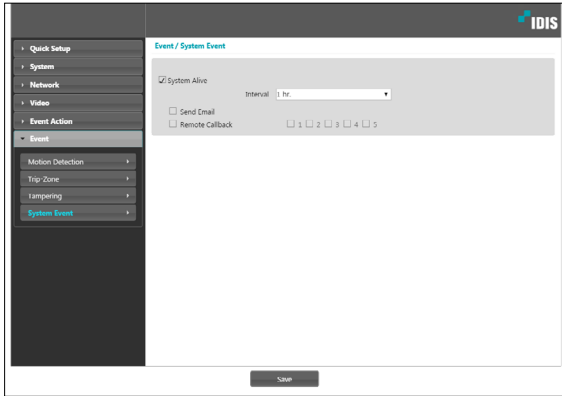 IDIS
Quick Setup
System
Network
Video
Event Action
Event
Motion Detection
Trip-Zone
Tampering
System Event
Event / System Event
System Alive
Interval 1 hr.
Send Email
Remote Callback 1 2 3 4 5
Save